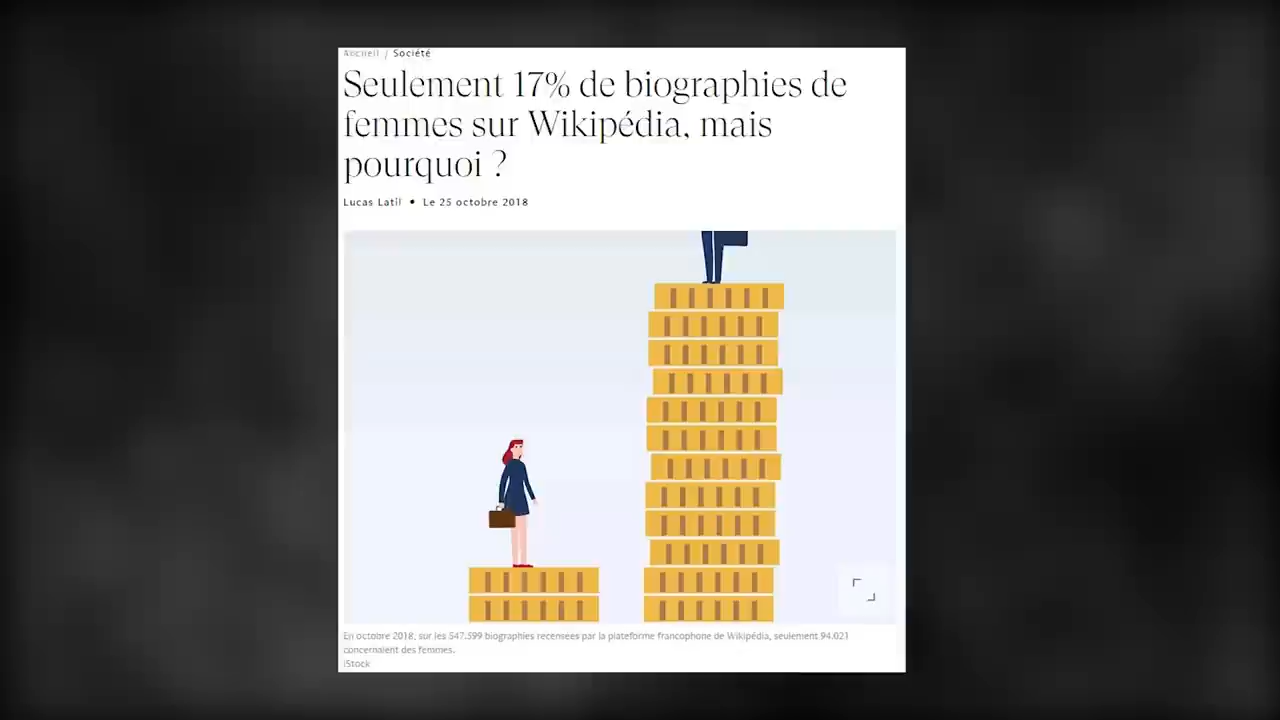 Accueil / Société
Seulement 17% de biographies de
femmes sur Wikipédia, mais
pourquoi ?
Lucas Latil • Le 25 octobre 2018
En octobre 2018, sur les 547.599 biographies recensées par la plateforme francophone de Wikipédia, seulement 94.021
concernaient des femmes.
iStock